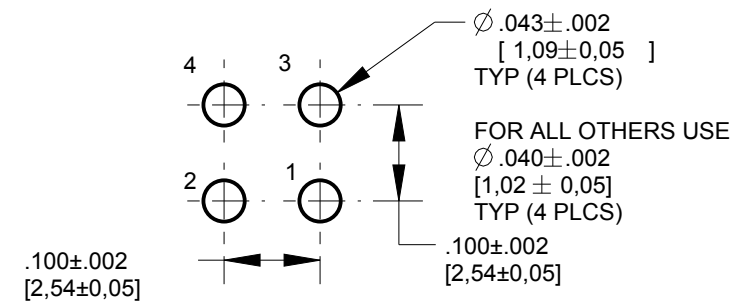 ∅ .043±.002
[ 1,09±0,05 ]
TYP (4 PLCS)
4
3
FOR ALL OTHERS USE
∅ .040±.002
[1,02 ± 0,05]
TYP (4 PLCS)
2
1
.100±.002
[2,54±0,05]
.100±.002
[2,54±0,05]